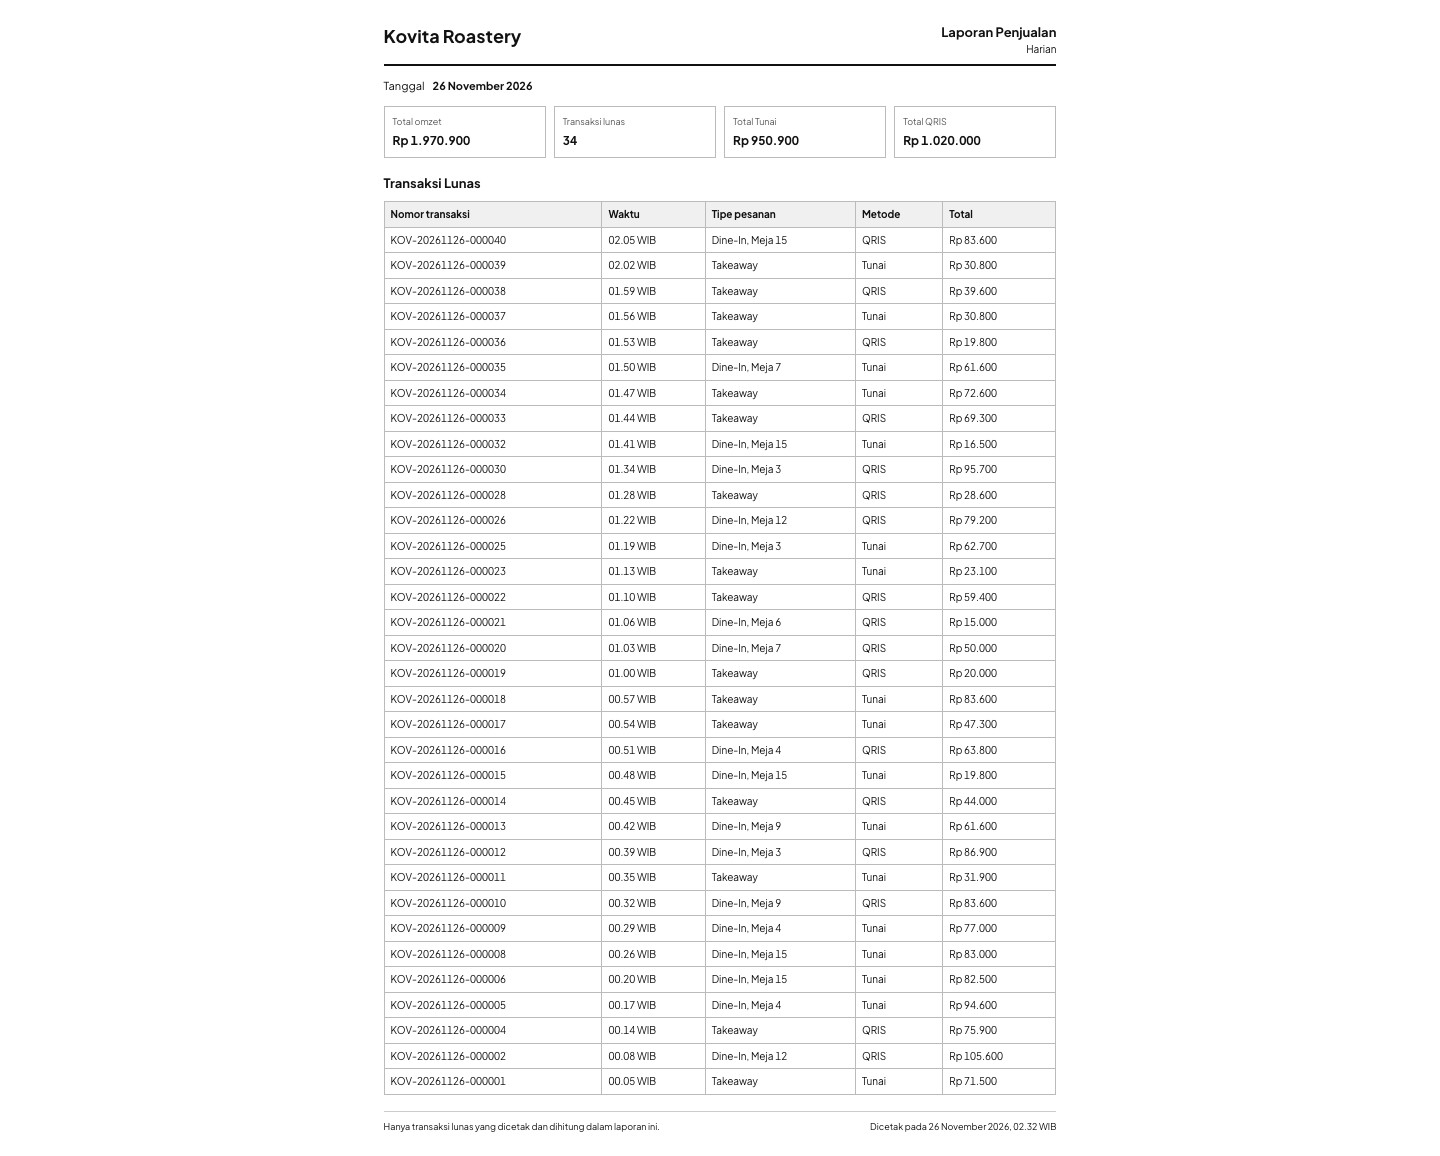 Kovita Roastery
Laporan Penjualan
Harian
Tanggal 26 November 2026
Total omzet Transaksi lunas Total Tunai Total QRIS
Rp 1.970.900 34 Rp 950.900 Rp 1.020.000
Transaksi Lunas
Nomor transaksi Waktu Tipe pesanan Metode Total
KOV-20261126-000040 02.05 WIB Dine-In, Meja 15 QRIS Rp 83.600
KOV-20261126-000039 02.02 WIB Takeaway Tunai Rp 30.800
KOV-20261126-000038 01.59 WIB Takeaway QRIS Rp 39.600
KOV-20261126-000037 01.56 WIB Takeaway Tunai Rp 30.800
KOV-20261126-000036 01.53 WIB Takeaway QRIS Rp 19.800
KOV-20261126-000035 01.50 WIB Dine-In, Meja 7 Tunai Rp 61.600
KOV-20261126-000034 01.47 WIB Takeaway Tunai Rp 72.600
KOV-20261126-000033 01.44 WIB Takeaway QRIS Rp 69.300
KOV-20261126-000032 01.41 WIB Dine-In, Meja 15 Tunai Rp 16.500
KOV-20261126-000030 01.34 WIB Dine-In, Meja 3 QRIS Rp 95.700
KOV-20261126-000028 01.28 WIB Takeaway QRIS Rp 28.600
KOV-20261126-000026 01.22 WIB Dine-In, Meja 12 QRIS Rp 79.200
KOV-20261126-000025 01.19 WIB Dine-In, Meja 3 Tunai Rp 62.700
KOV-20261126-000023 01.13 WIB Takeaway Tunai Rp 23.100
KOV-20261126-000022 01.10 WIB Takeaway QRIS Rp 59.400
KOV-20261126-000021 01.06 WIB Dine-In, Meja 6 QRIS Rp 15.000
KOV-20261126-000020 01.03 WIB Dine-In, Meja 7 QRIS Rp 50.000
KOV-20261126-000019 01.00 WIB Takeaway QRIS Rp 20.000
KOV-20261126-000018 00.57 WIB Takeaway Tunai Rp 83.600
KOV-20261126-000017 00.54 WIB Takeaway Tunai Rp 47.300
KOV-20261126-000016 00.51 WIB Dine-In, Meja 4 QRIS Rp 63.800
KOV-20261126-000015 00.48 WIB Dine-In, Meja 15 Tunai Rp 19.800
KOV-20261126-000014 00.45 WIB Takeaway QRIS Rp 44.000
KOV-20261126-000013 00.42 WIB Dine-In, Meja 9 Tunai Rp 61.600
KOV-20261126-000012 00.39 WIB Dine-In, Meja 3 QRIS Rp 86.900
KOV-20261126-000011 00.35 WIB Takeaway Tunai Rp 31.900
KOV-20261126-000010 00.32 WIB Dine-In, Meja 9 QRIS Rp 83.600
KOV-20261126-000009 00.29 WIB Dine-In, Meja 4 Tunai Rp 77.000
KOV-20261126-000008 00.26 WIB Dine-In, Meja 15 Tunai Rp 83.000
KOV-20261126-000006 00.20 WIB Dine-In, Meja 15 Tunai Rp 82.500
KOV-20261126-000005 00.17 WIB Dine-In, Meja 4 Tunai Rp 94.600
KOV-20261126-000004 00.14 WIB Takeaway QRIS Rp 75.900
KOV-20261126-000002 00.08 WIB Dine-In, Meja 12 QRIS Rp 105.600
KOV-20261126-000001 00.05 WIB Takeaway Tunai Rp 71.500
Hanya transaksi lunas yang dicetak dan dihitung dalam laporan ini.
Dicetak pada 26 November 2026, 02.32 WIB